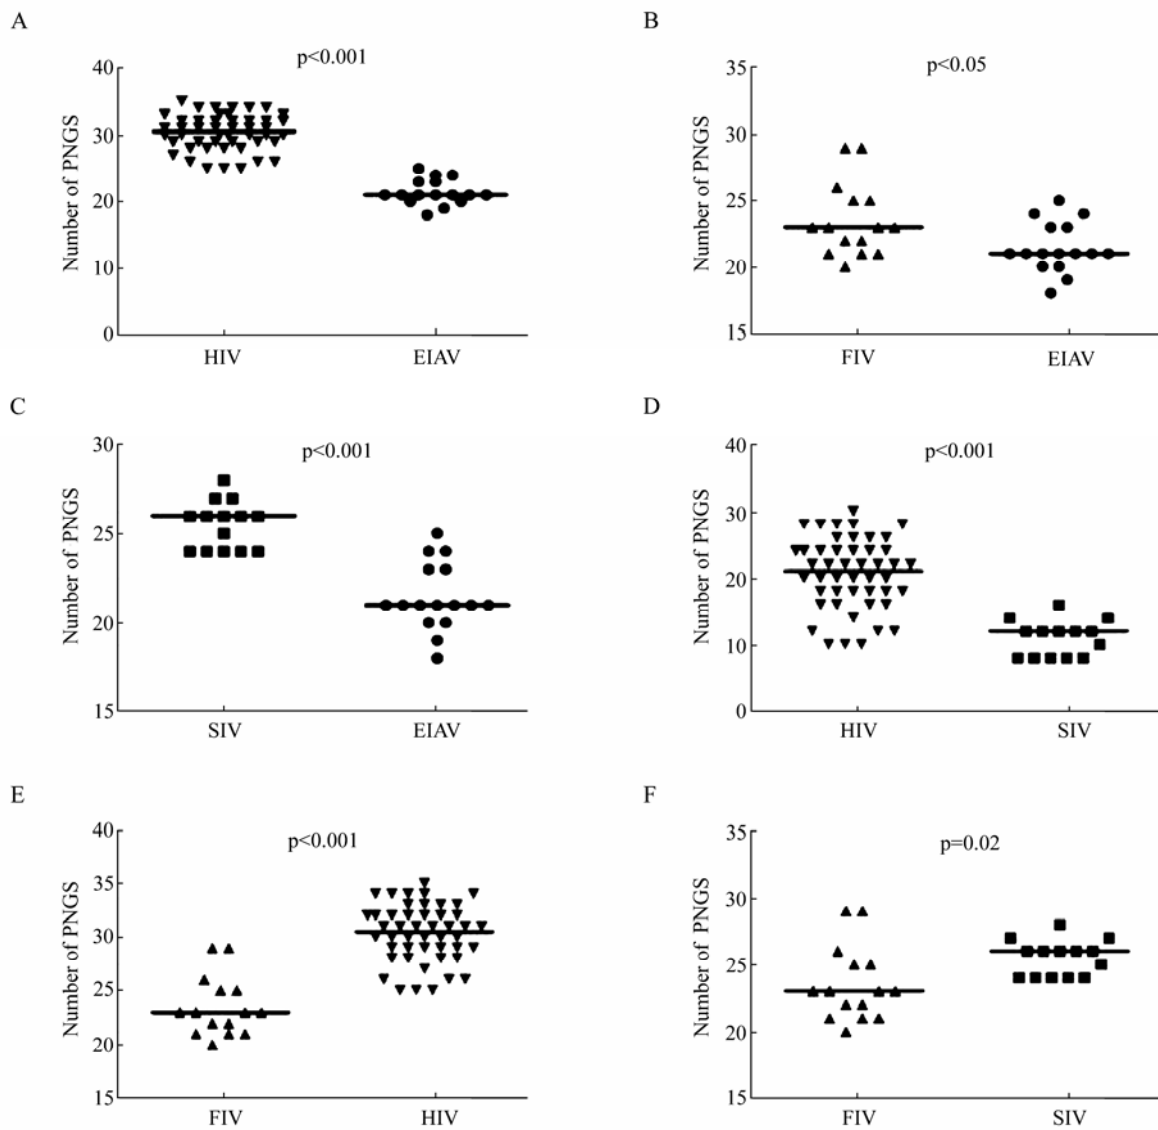 A
p<0.001
Number of PNGS
40
30
20
10
0
HIV
EIAV
B
p<0.05
Number of PNGS
35
30
25
20
15
FIV
EIAV
C
p<0.001
Number of PNGS
30
25
20
15
SIV
EIAV
D
p<0.001
Number of PNGS
40
30
20
10
0
HIV
SIV
E
p<0.001
Number of PNGS
40
35
30
25
20
15
FIV
HIV
F
p=0.02
Number of PNGS
35
30
25
20
15
FIV
SIV